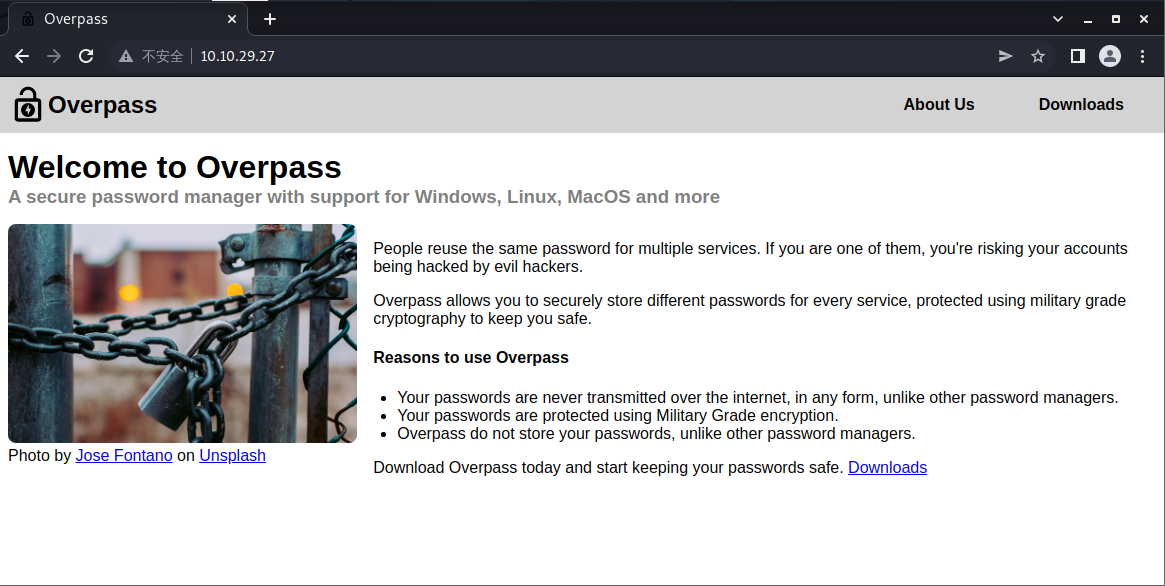 Overpass
不安全
10.10.29.27
Overpass
About Us
Downloads
Welcome to Overpass
A secure password manager with support for Windows, Linux, MacOS and more
People reuse the same password for multiple services. If you are one of them, you're risking your accounts
being hacked by evil hackers.
Overpass allows you to securely store different passwords for every service, protected using military grade
cryptography to keep you safe.
Reasons to use Overpass
Your passwords are never transmitted over the internet, in any form, unlike other password managers.
Your passwords are protected using Military Grade encryption.
Overpass do not store your passwords, unlike other password managers.
Photo by Jose Fontano on Unsplash
Download Overpass today and start keeping your passwords safe. Downloads